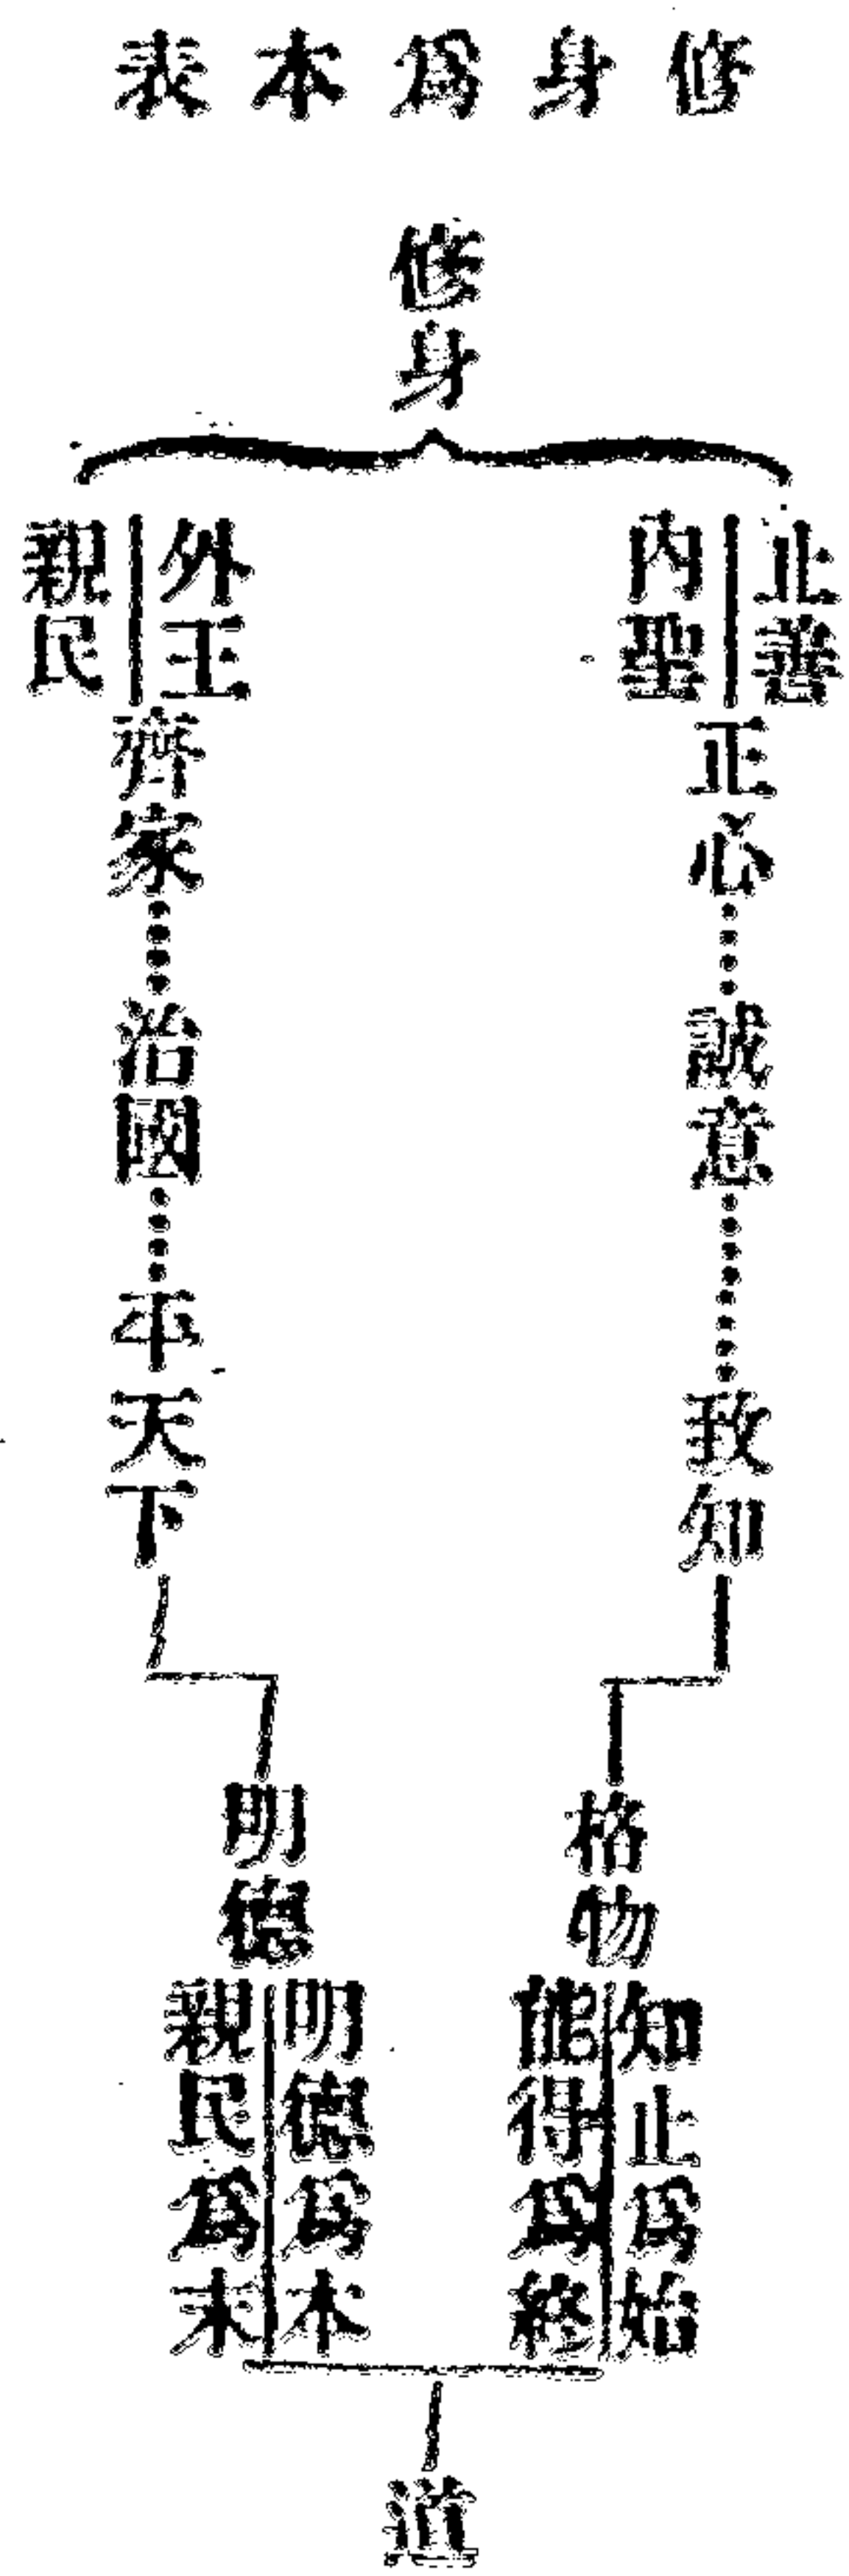 修身爲本表
修身
止善
內聖
正心
誠意
致知
格物
知止爲始
能得爲終
外王
親民
齊家
治國
平天下
明德
明德爲本
親民爲末
道